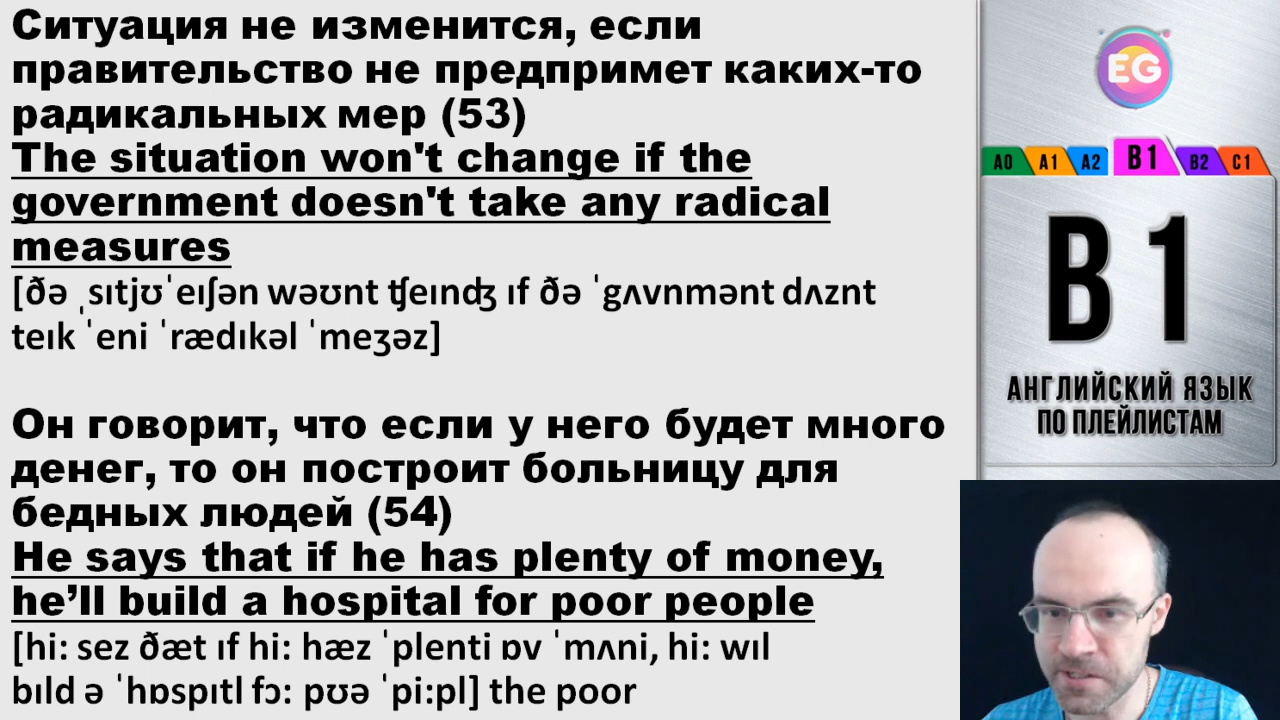 Ситуация не изменится, если
правительство не предпримет каких-то
радикальных мер (53)
The situation won't change if the
government doesn't take any radical
measures
[ðə ˌsɪtjʊˈeɪʃən wəʊnt ʧeɪnʤ ɪf ðə ˈgʌvnmənt dʌznt
teɪk ˈeni ˈrædɪkəl ˈmeʒəz]
Он говорит, что если у него будет много
денег, то он построит больницу для
бедных людей (54)
He says that if he has plenty of money,
he’ll build a hospital for poor people
[hi: sez ðæt ɪf hi: hæz ˈplenti ɒv ˈmʌni, hi: wɪl
bɪld ə ˈhɒspɪtl fɔ: pʊə ˈpi:pl] the poor
EG
A0 A1 A2 B1 B2 C1
B1
АНГЛИЙСКИЙ ЯЗЫК
ПО ПЛЕЙЛИСТАМ